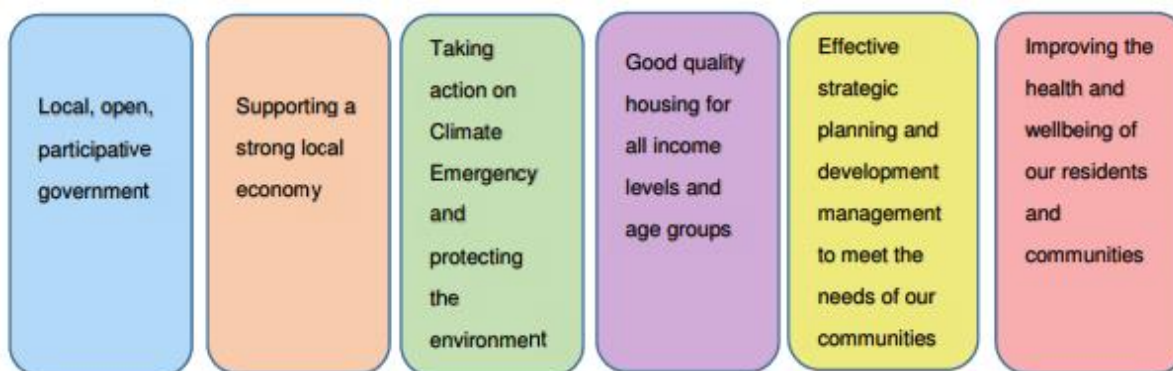 Local, open,
participative
government
Supporting a
strong local
economy
Taking
action on
Climate
Emergency
and
protecting
the
environment
Good quality
housing for
all income
levels and
age groups
Effective
strategic
planning and
development
management
to meet the
needs of our
communities
Improving the
health and
wellbeing of
our residents
and
communities